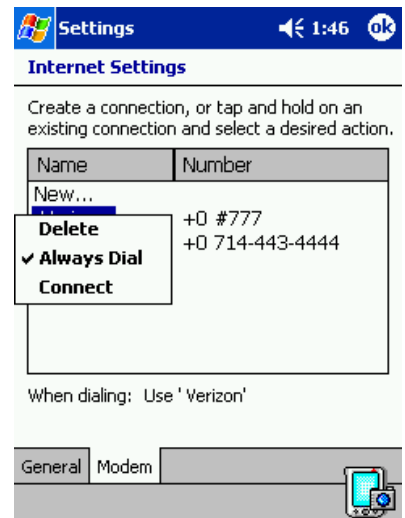 Settings 1:46 ok
Internet Settings
Create a connection, or tap and hold on an
existing connection and select a desired action.
Name Number
New...
+0 #777
Delete
+0 714-443-4444
Always Dial
Connect
When dialing: Use ' Verizon'
General Modem